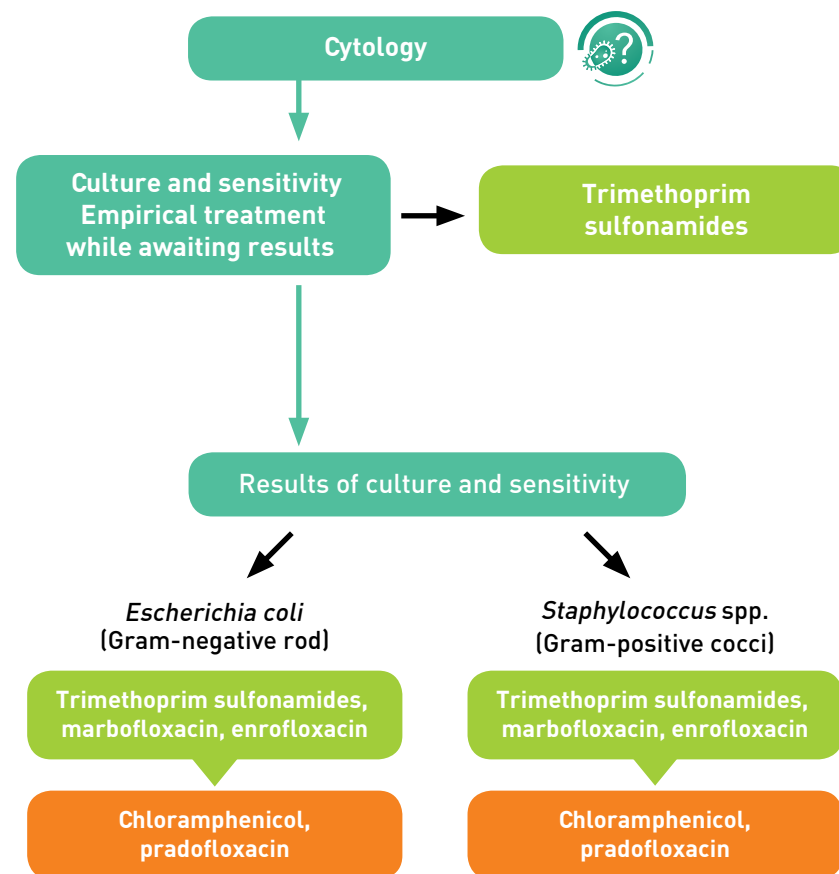 Cytology
?
Culture and sensitivity
Empirical treatment
while awaiting results
Trimethoprim
sulfonamides
Results of culture and sensitivity
Escherichia coli
(Gram-negative rod)
Staphylococcus spp.
(Gram-positive cocci)
Trimethoprim sulfonamides,
marbofloxacin, enrofloxacin
Trimethoprim sulfonamides,
marbofloxacin, enrofloxacin
Chloramphenicol,
pradofloxacin
Chloramphenicol,
pradofloxacin